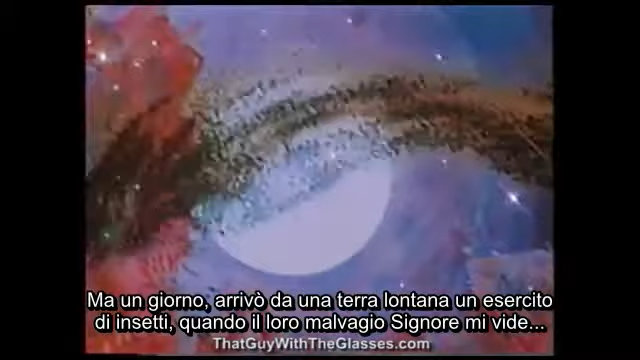 Ma un giorno, arrivò da una terra lontana un esercito
di insetti, quando il loro malvagio Signore mi vide...
ThatGuyWithTheGlasses.com